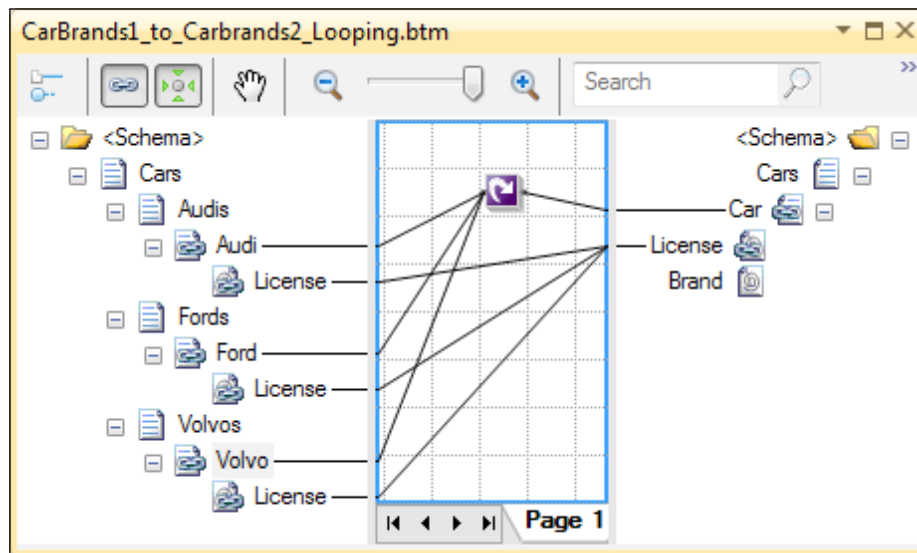 CarBrands1_to_Carbrands2_Looping.btm
Search
<Schema>
Cars
Audis
Audi
License
Fords
Ford
License
Volvos
Volvo
License
<Schema>
Cars
Car
License
Brand
Page 1